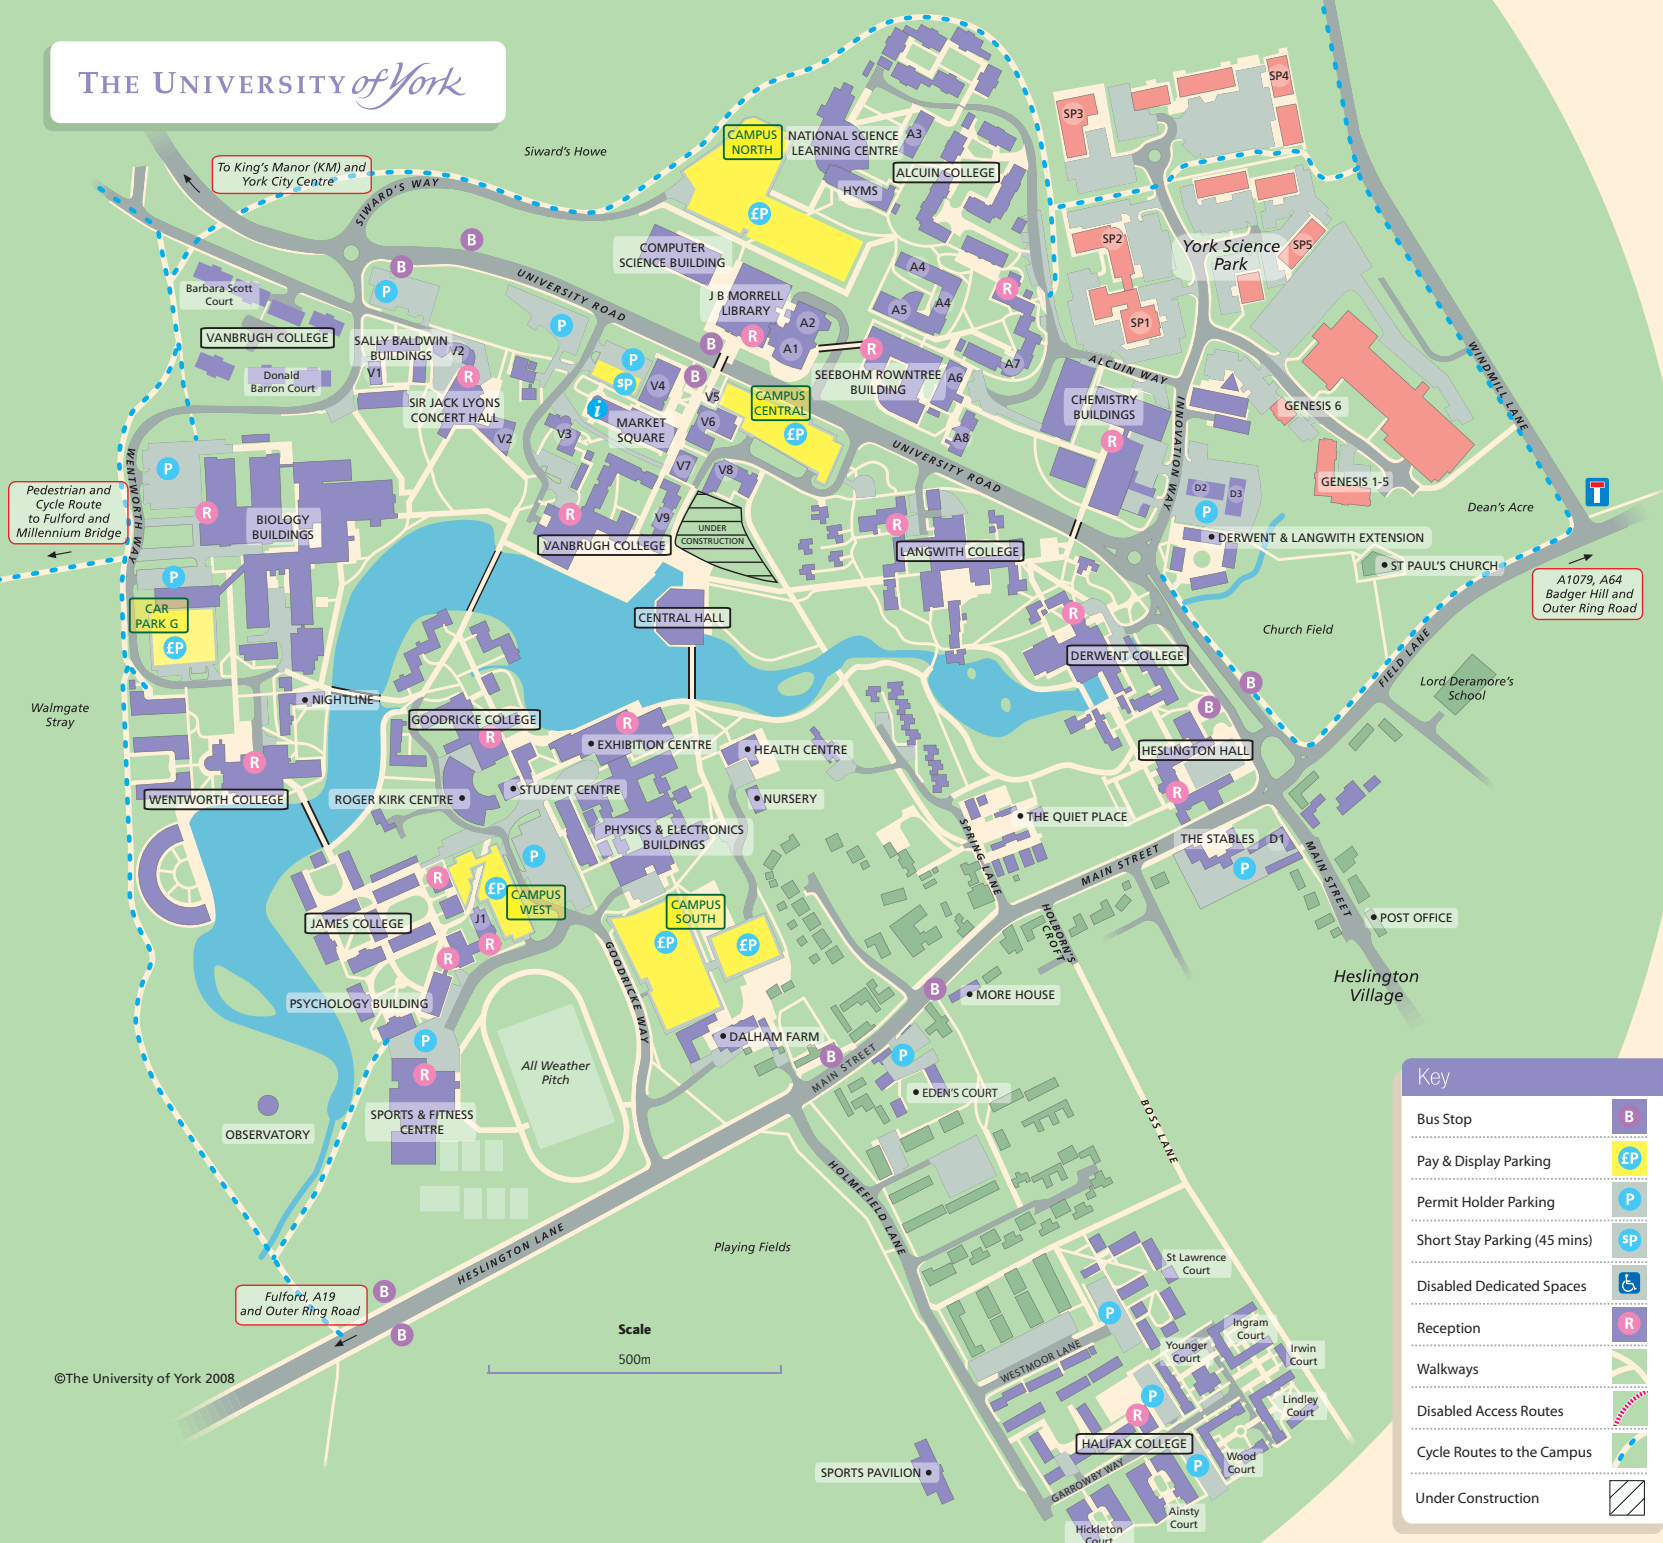 THE UNIVERSITY of York
To King's Manor (KM) and
York City Centre
Siward's Howe
SIWARD'S WAY
CAMPUS
NORTH
NATIONAL SCIENCE
LEARNING CENTRE
A3
ALCUIN COLLEGE
HYMS
£P
SP3
SP4
SP2
SP5
SP1
York Science
Park
B
B
P
COMPUTER
SCIENCE BUILDING
UNIVERSITY ROAD
J B MORRELL
LIBRARY
A2
A1
R
B
A4
A4
A5
R
R
A7
Barbara Scott
Court
VANBRUGH COLLEGE
Donald
Barron Court
SALLY BALDWIN
BUILDINGS
V2
V1
R
SIR JACK LYONS
CONCERT HALL
V2
P
P
SP
i
V4
B
V5
MARKET
SQUARE
V3
V6
V7
V8
V9
CAMPUS
CENTRAL
£P
SEEBOHM ROWNTREE
BUILDING
A6
A8
ALCUIN WAY
CHEMISTRY
BUILDINGS
R
INNOVATION WAY
GENESIS 6
GENESIS 1-5
WINDMILL LANE
UNIVERSITY ROAD
D2
D3
P
T
Dean's Acre
DERWENT & LANGWITH EXTENSION
ST PAUL'S CHURCH
A1079, A64
Badger Hill and
Outer Ring Road
WENTWORTH WAY
P
R
Pedestrian and
Cycle Route
to Fulford and
Millennium Bridge
BIOLOGY
BUILDINGS
P
CAR
PARK G
£P
R
VANBRUGH COLLEGE
UNDER
CONSTRUCTION
R
LANGWITH COLLEGE
CENTRAL HALL
R
DERWENT COLLEGE
Church Field
FIELD LANE
Lord Deramore's
School
B
B
HESLINGTON HALL
R
Walmgate
Stray
NIGHTLINE
GOODRICKE COLLEGE
R
R
EXHIBITION CENTRE
HEALTH CENTRE
R
WENTWORTH COLLEGE
ROGER KIRK CENTRE
STUDENT CENTRE
NURSERY
PHYSICS & ELECTRONICS
BUILDINGS
THE QUIET PLACE
SPRING LANE
MAIN STREET
THE STABLES
D1
P
MAIN STREET
POST OFFICE
Heslington
Village
P
R
£P
CAMPUS
WEST
J1
JAMES COLLEGE
R
R
CAMPUS
SOUTH
£P
£P
GOODRICKE WAY
HOLBORN'S
CROFT
PSYCHOLOGY BUILDING
P
R
SPORTS & FITNESS
CENTRE
OBSERVATORY
All Weather
Pitch
DALHAM FARM
B
MORE HOUSE
B
MAIN STREET
P
EDEN'S COURT
BOSS LANE
HOLMEFIELD LANE
HESLINGTON LANE
Playing Fields
Fulford, A19
and Outer Ring Road
B
B
Scale
500m
©The University of York 2008
St Lawrence
Court
P
WESTMOOR LANE
Ingram
Court
Younger
Court
Irwin
Court
P
R
Lindley
Court
HALIFAX COLLEGE
GARROWBY WAY
P
Wood
Court
Ainsty
Court
Hickleton
Court
SPORTS PAVILION
Key
Bus Stop B
Pay & Display Parking £P
Permit Holder Parking P
Short Stay Parking (45 mins) SP
Disabled Dedicated Spaces
Reception R
Walkways
Disabled Access Routes
Cycle Routes to the Campus
Under Construction